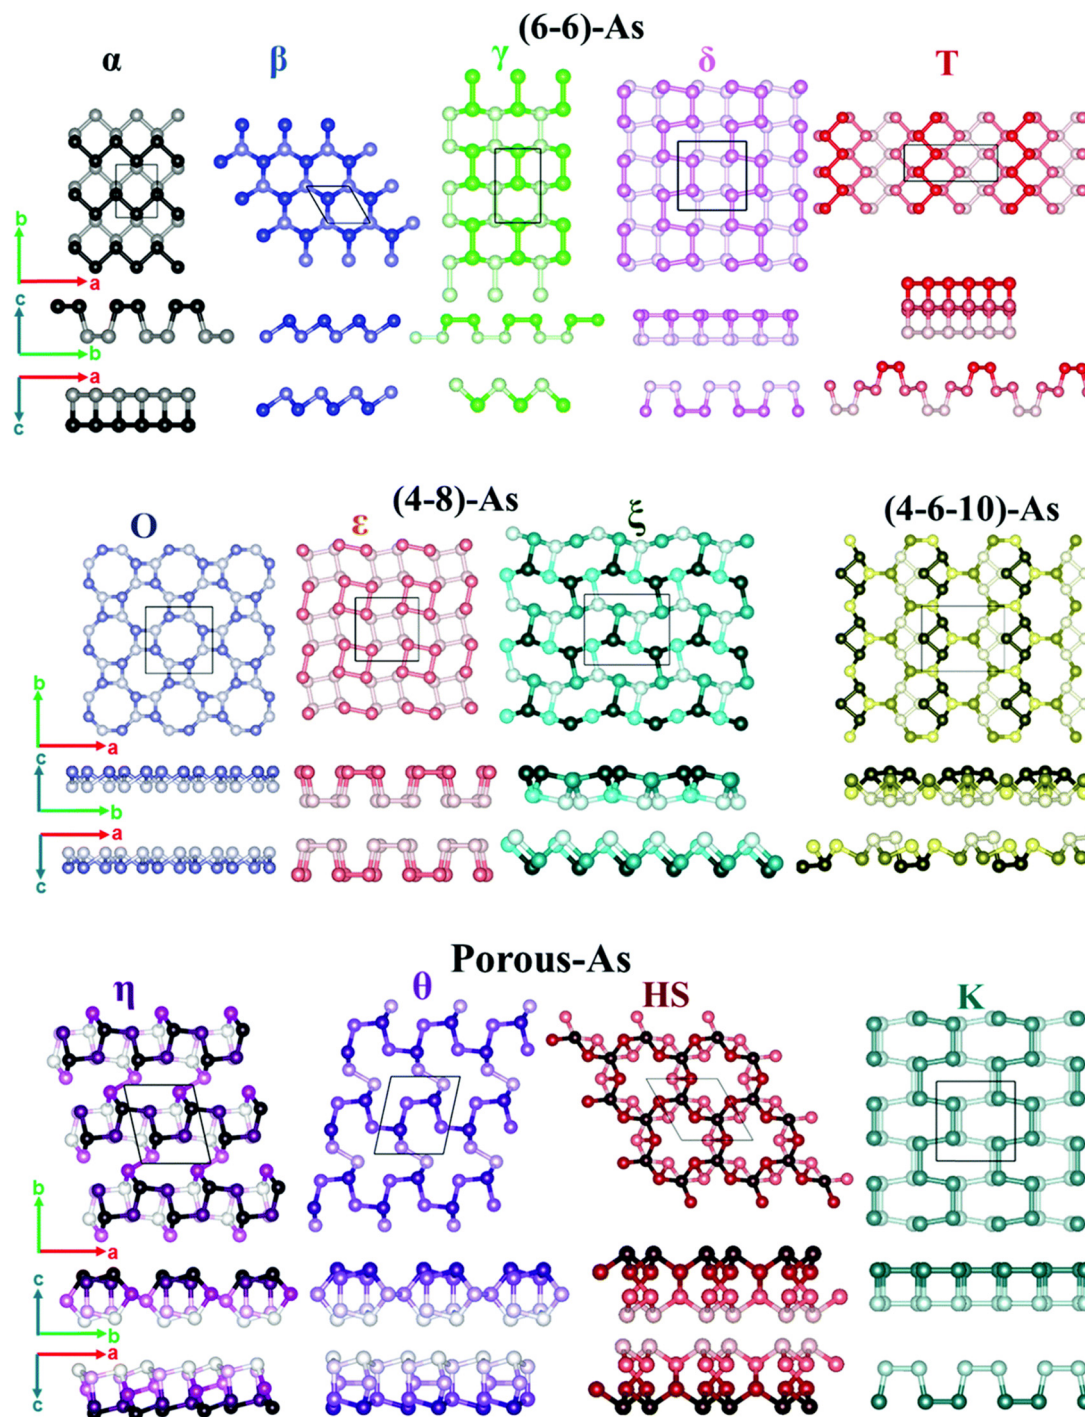 (6-6)-As
α β γ δ T
b
a
c
b
a
c
(4-8)-As
(4-6-10)-As
O ε ξ
b
a
c
b
a
c
Porous-As
η θ HS K
b
a
c
b
a
c